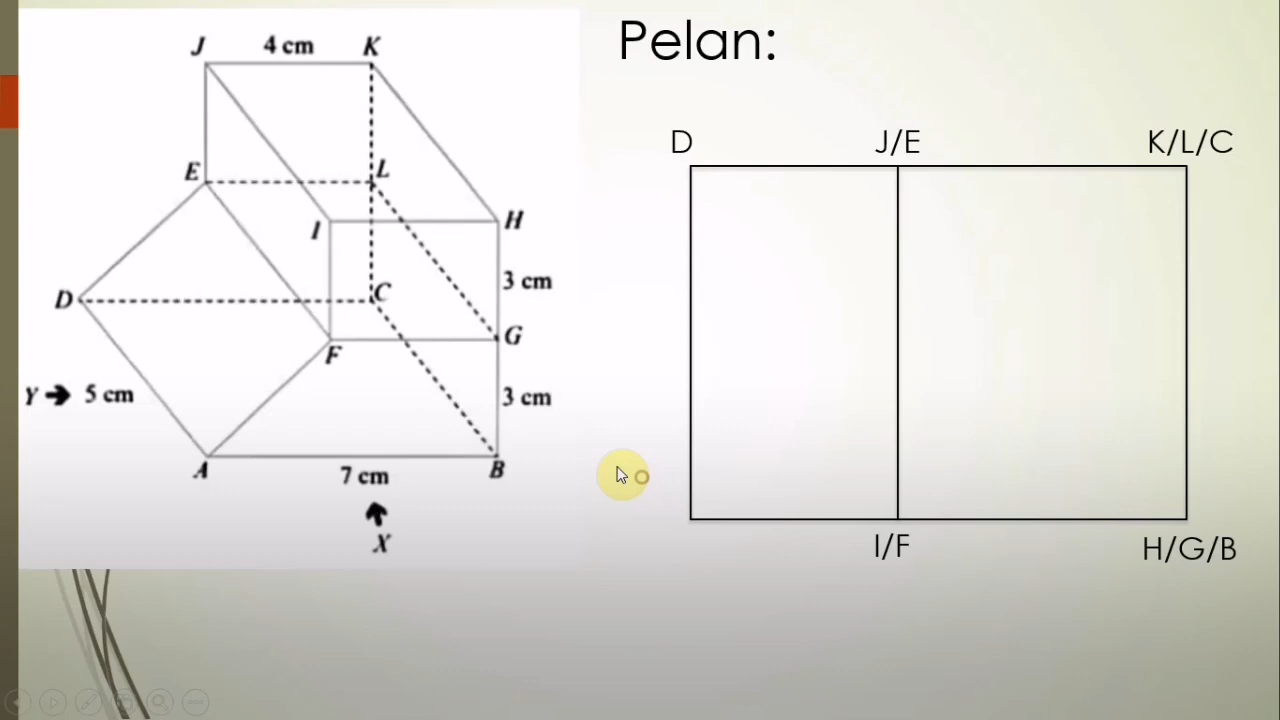 Pelan:
J 4 cm K
E L
I H
3 cm
D C
F G
Y 5 cm
3 cm
A B
7 cm
X
D J/E K/L/C
I/F H/G/B